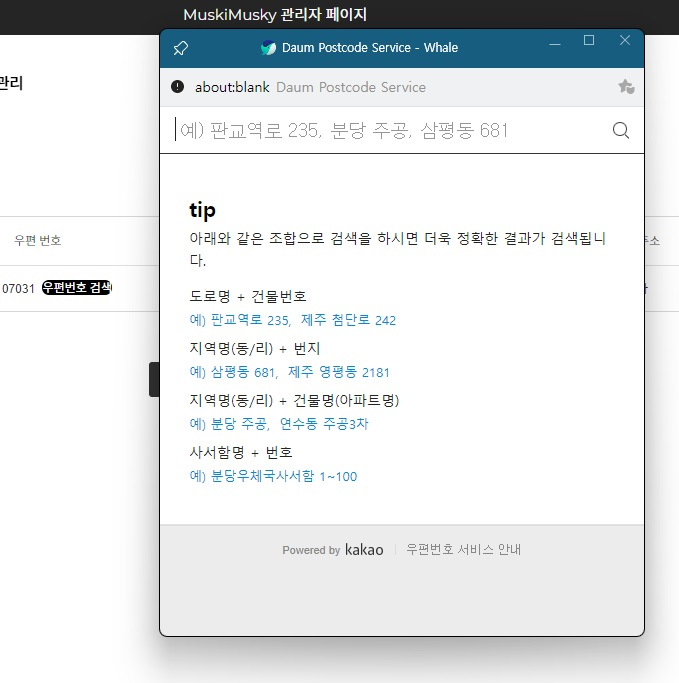 MuskiMusky 관리자 페이지
Daum Postcode Service - Whale
관리
about:blank Daum Postcode Service
예) 판교역로 235, 분당 주공, 삼평동 681
tip
아래와 같은 조합으로 검색을 하시면 더욱 정확한 결과가 검색됩니
다.
우편 번호
07031 우편번호 검색
도로명 + 건물번호
예) 판교역로 235, 제주 첨단로 242
지역명(동/리) + 번지
예) 삼평동 681, 제주 영평동 2181
지역명(동/리) + 건물명(아파트명)
예) 분당 주공, 연수동 주공3차
사서함명 + 번호
예) 분당우체국사서함 1~100
Powered by kakao 우편번호 서비스 안내